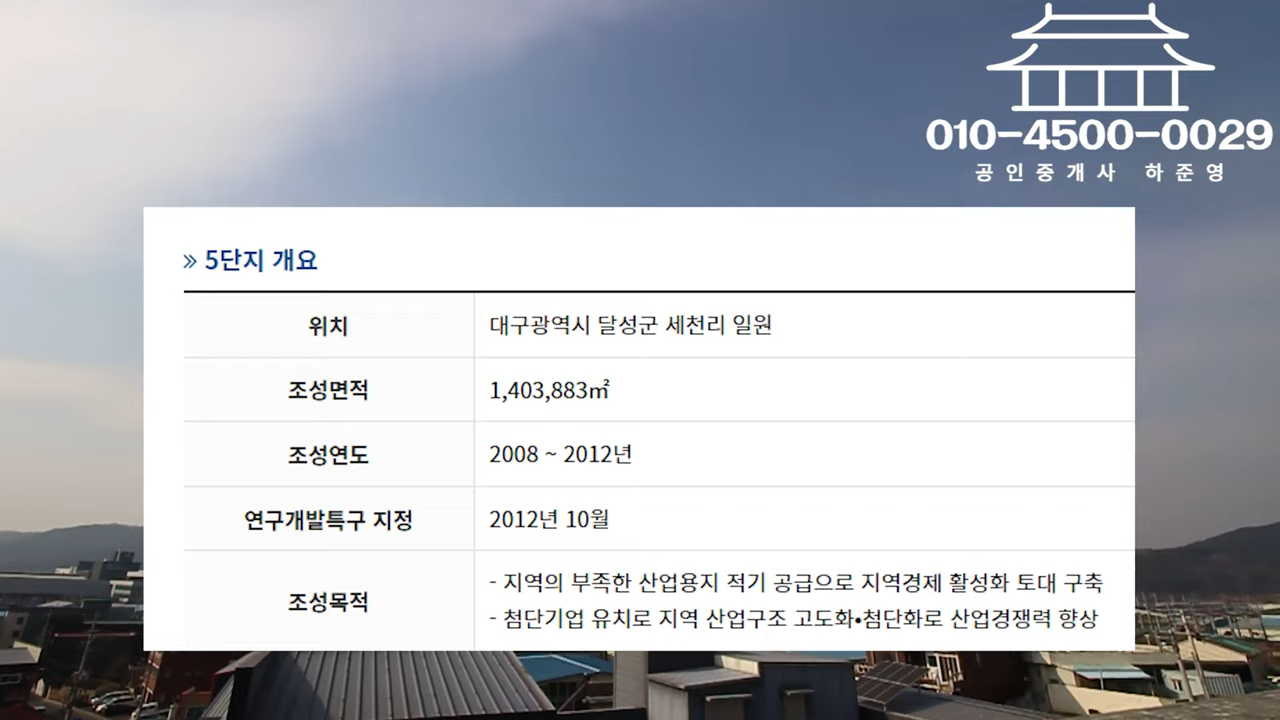 010-4500-0029
공인중개사 하준영
» 5단지 개요
위치 대구광역시 달성군 세천리 일원
조성면적 1,403,883㎡
조성연도 2008 ~ 2012년
연구개발특구 지정 2012년 10월
조성목적
- 지역의 부족한 산업용지 적기 공급으로 지역경제 활성화 토대 구축
- 첨단기업 유치로 지역 산업구조 고도화•첨단화로 산업경쟁력 향상